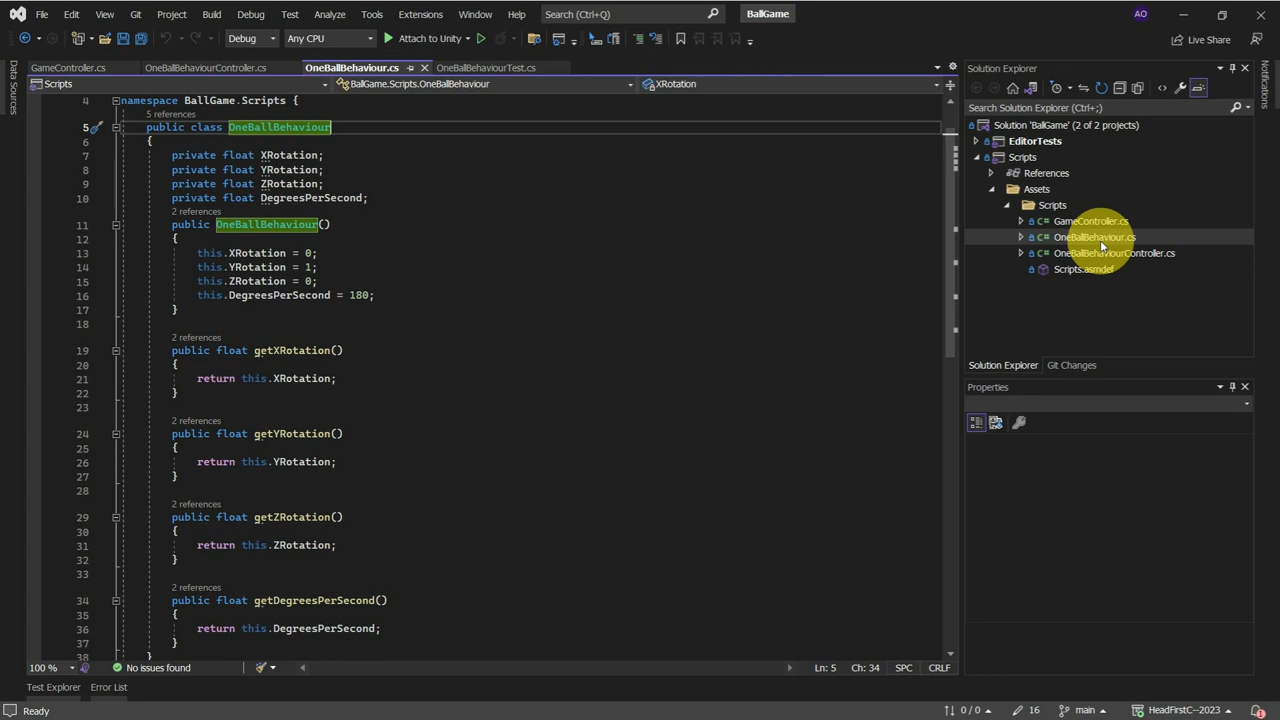 File Edit View Git Project Build Debug Test Analyze Tools Extensions Window Help Search (Ctrl+Q) BallGame AO
Debug Any CPU Attach to Unity Live Share
Data Sources
GameController.cs OneBallBehaviourController.cs OneBallBehaviour.cs OneBallBehaviourTest.cs
Scripts BallGame.Scripts.OneBallBehaviour XRotation
4 namespace BallGame.Scripts {
5 references
5 public class OneBallBehaviour
6 {
7 private float XRotation;
8 private float YRotation;
9 private float ZRotation;
10 private float DegreesPerSecond;
2 references
11 public OneBallBehaviour()
12 {
13 this.XRotation = 0;
14 this.YRotation = 1;
15 this.ZRotation = 0;
16 this.DegreesPerSecond = 180;
17 }
18
2 references
19 public float getXRotation()
20 {
21 return this.XRotation;
22 }
23
2 references
24 public float getYRotation()
25 {
26 return this.YRotation;
27 }
28
2 references
29 public float getZRotation()
30 {
31 return this.ZRotation;
32 }
33
2 references
34 public float getDegreesPerSecond()
35 {
36 return this.DegreesPerSecond;
37 }
38 }
100 % No issues found Ln: 5 Ch: 34 SPC CRLF
Test Explorer Error List
Solution Explorer
Search Solution Explorer (Ctrl+;)
Solution 'BallGame' (2 of 2 projects)
EditorTests
Scripts
References
Assets
Scripts
GameController.cs
OneBallBehaviour.cs
OneBallBehaviourController.cs
Scripts.asmdef
Solution Explorer Git Changes
Properties
Notifications
Ready 0 / 0 16 main HeadFirstC--2023 1